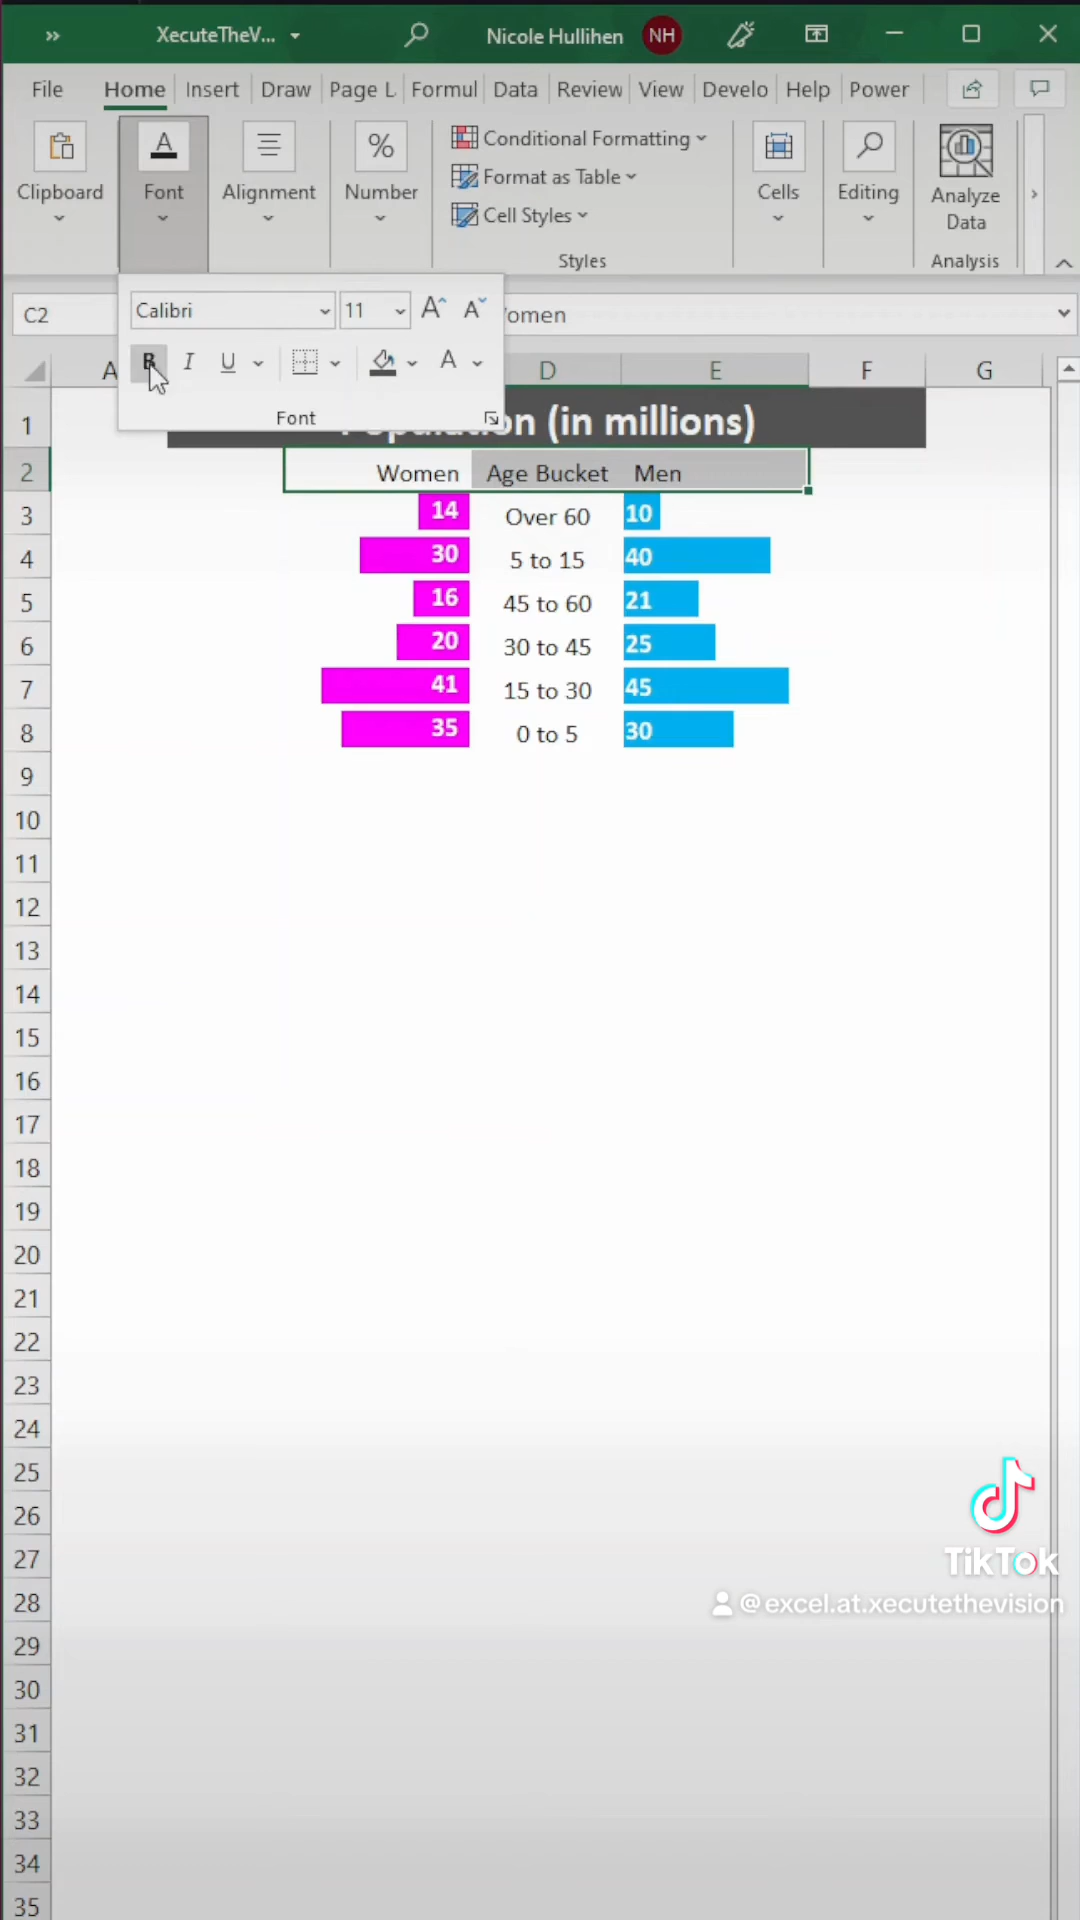 » XecuteTheV... Nicole Hullihen NH
File Home Insert Draw Page L Formul Data Review View Develo Help Power
Clipboard
Font
Alignment
%
Number
Conditional Formatting
Format as Table
Cell Styles
Styles
Cells
Editing
Analyze
Data
Analysis
C2
Calibri 11 A A
B I U A
Font
omen
A D E F G
1 Population (in millions)
2 Women Age Bucket Men
3 14 Over 60 10
4 30 5 to 15 40
5 16 45 to 60 21
6 20 30 to 45 25
7 41 15 to 30 45
8 35 0 to 5 30
9
10
11
12
13
14
15
16
17
18
19
20
21
22
23
24
25
26
27
28
29
30
31
32
33
34
35
TikTok
@excel.at.xecutethevision